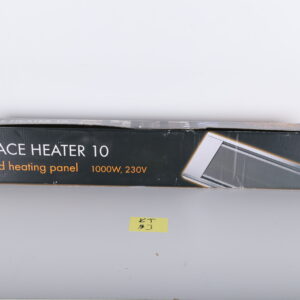 ACE HEATER 10
d heating panel 1000W, 230V